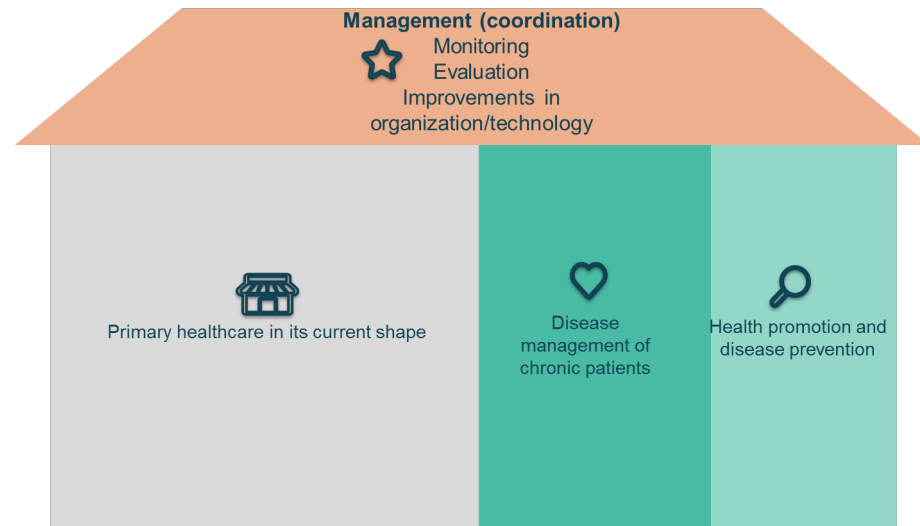 Management (coordination)
Monitoring
Evaluation
Improvements in
organization/technology
Primary healthcare in its current shape
Disease
management of
chronic patients
Health promotion and
disease prevention